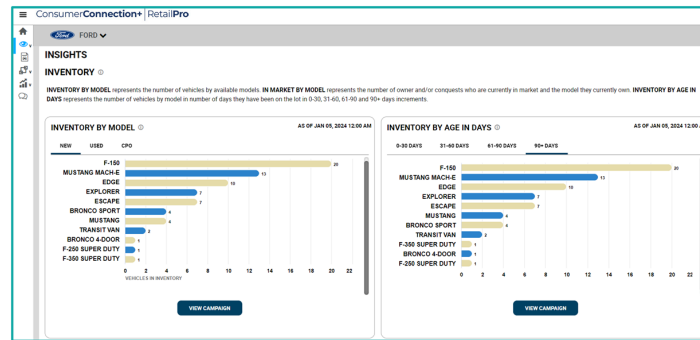 ConsumerConnection+ | RetailPro
Ford FORD
INSIGHTS
INVENTORY
INVENTORY BY MODEL represents the number of vehicles by available models. IN MARKET BY MODEL represents the number of owner and/or conquests who are currently in market and the model they currently own. INVENTORY BY AGE IN
DAYS represents the number of vehicles by model in number of days they have been on the lot in 0-30, 31-60, 61-90 and 90+ days increments.
INVENTORY BY MODEL
AS OF JAN 05, 2024 12:00 AM
NEW USED CPO
F-150 20
MUSTANG MACH-E 13
EDGE 10
EXPLORER 7
ESCAPE 7
BRONCO SPORT 4
MUSTANG 4
TRANSIT VAN 2
BRONCO 4-DOOR 1
F-250 SUPER DUTY 1
F-350 SUPER DUTY 1
0 2 4 6 8 10 12 14 16 18 20 22
VEHICLES IN INVENTORY
VIEW CAMPAIGN
INVENTORY BY AGE IN DAYS
AS OF JAN 05, 2024 12:00
0-30 DAYS 31-60 DAYS 61-90 DAYS 90+ DAYS
F-150 20
MUSTANG MACH-E 13
EDGE 10
EXPLORER 7
ESCAPE 7
MUSTANG 4
BRONCO SPORT 4
TRANSIT VAN 2
F-350 SUPER DUTY 1
BRONCO 4-DOOR 1
F-250 SUPER DUTY 1
0 2 4 6 8 10 12 14 16 18 20 22
VIEW CAMPAIGN